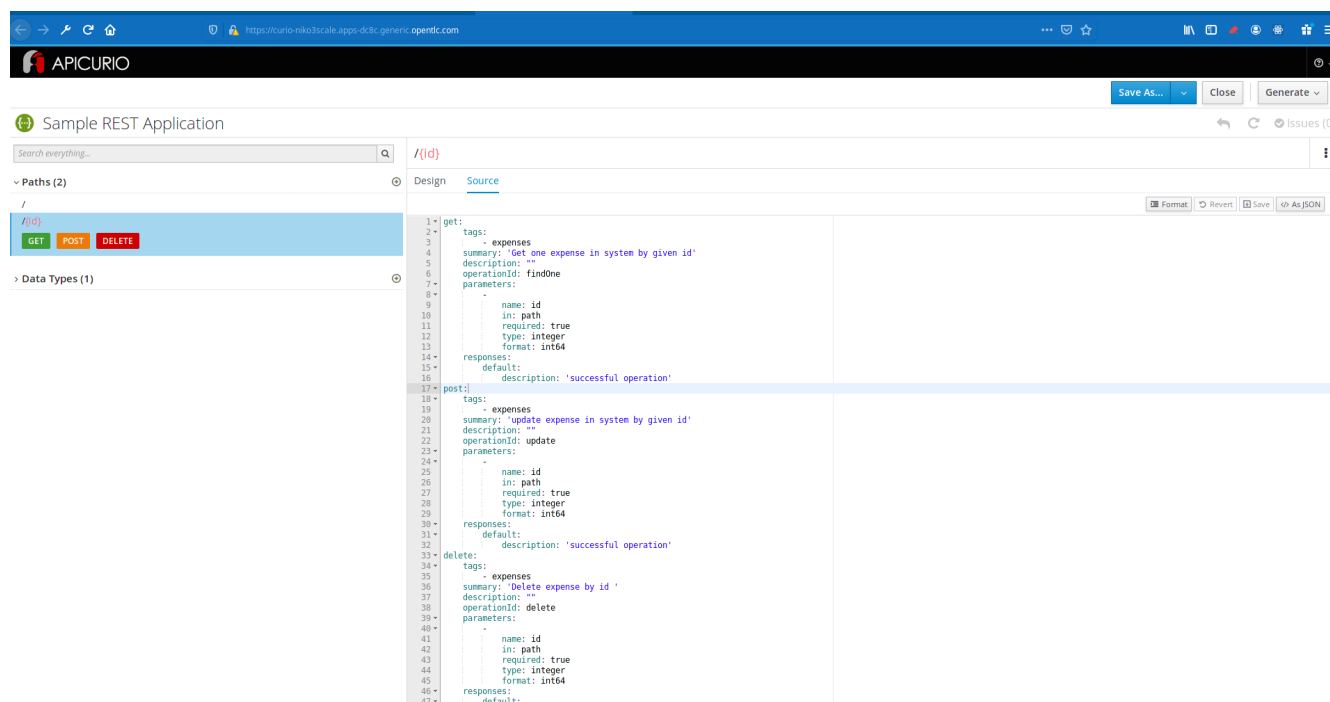 https://curio-niko3scale.apps-dc8c.generic.opentlc.com
APICURIO
Save As... Close Generate
Sample REST Application
Issues (0
Search everything...
/{id}
Paths (2)
Design Source
/
Format Revert Save </> As JSON
/{id}
GET POST DELETE
Data Types (1)
1 get:
2 tags:
3 - expenses
4 summary: 'Get one expense in system by given id'
5 description: ""
6 operationId: findOne
7 parameters:
8 -
9 name: id
10 in: path
11 required: true
12 type: integer
13 format: int64
14 responses:
15 default:
16 description: 'successful operation'
17 post:
18 tags:
19 - expenses
20 summary: 'update expense in system by given id'
21 description: ""
22 operationId: update
23 parameters:
24 -
25 name: id
26 in: path
27 required: true
28 type: integer
29 format: int64
30 responses:
31 default:
32 description: 'successful operation'
33 delete:
34 tags:
35 - expenses
36 summary: 'Delete expense by id '
37 description: ""
38 operationId: delete
39 parameters:
40 -
41 name: id
42 in: path
43 required: true
44 type: integer
45 format: int64
46 responses:
47 default: